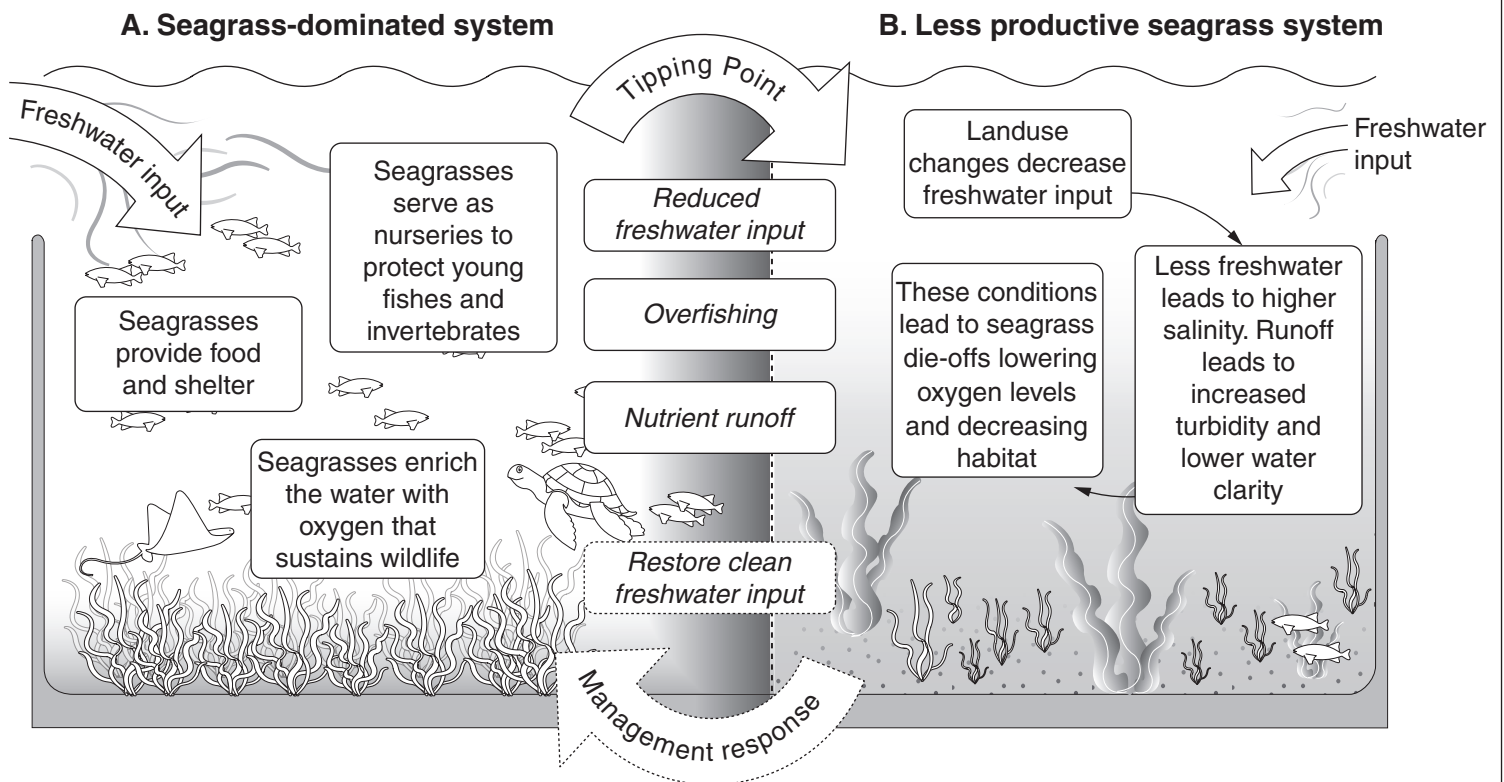 A. Seagrass-dominated system
Freshwater input
Seagrasses
serve as
nurseries to
protect young
fishes and
invertebrates
Seagrasses
provide food
and shelter
Seagrasses enrich
the water with
oxygen that
sustains wildlife
Tipping Point
Reduced
freshwater input
Overfishing
Nutrient runoff
Restore clean
freshwater input
Management response
B. Less productive seagrass system
Landuse
changes decrease
freshwater input
Freshwater
input
Less freshwater
leads to higher
salinity. Runoff
leads to
increased
turbidity and
lower water
clarity
These conditions
lead to seagrass
die-offs lowering
oxygen levels
and decreasing
habitat